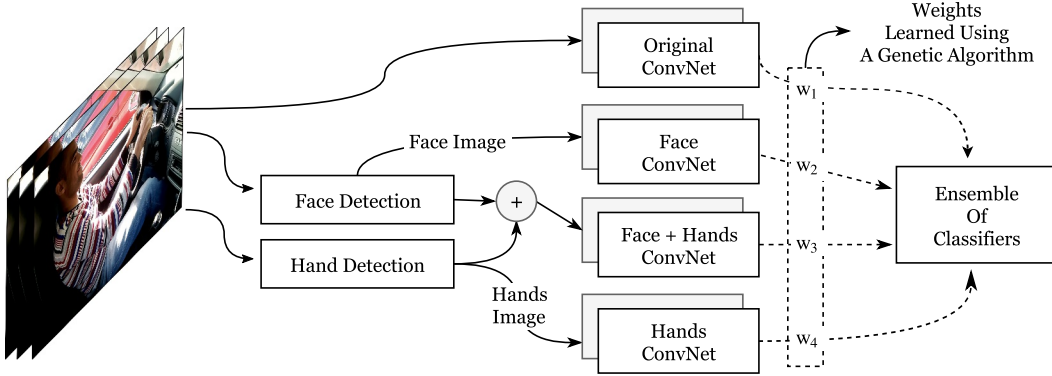 Weights
Learned Using
A Genetic Algorithm
Original
ConvNet
w1
Face Image
Face
ConvNet
w2
Face Detection
+
Ensemble
Of
Classifiers
Face + Hands
ConvNet
w3
Hand Detection
Hands
Image
Hands
ConvNet
w4